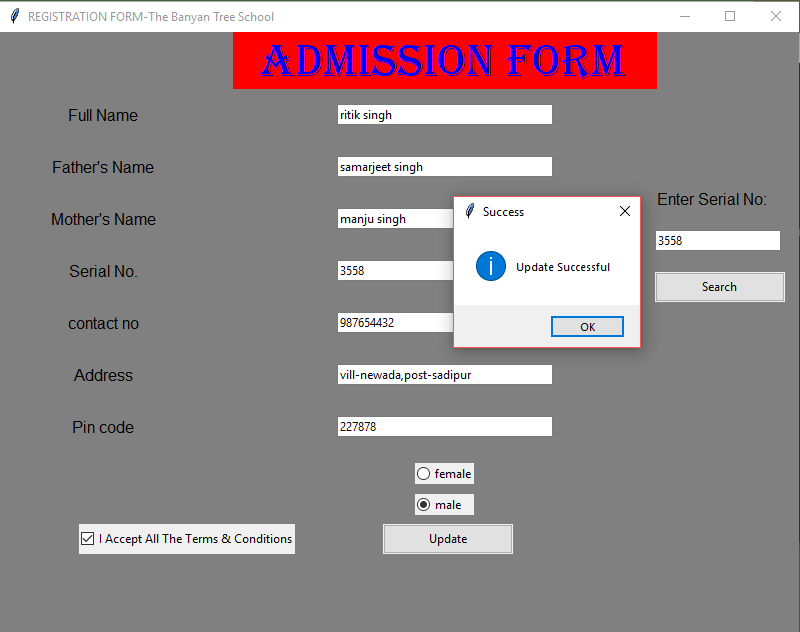 REGISTRATION FORM-The Banyan Tree School
ADMISSION FORM
Full Name
ritik singh
Father's Name
samarjeet singh
Mother's Name
manju singh
Serial No.
3558
contact no
987654432
Address
vill-newada,post-sadipur
Pin code
227878
female
male
I Accept All The Terms & Conditions
Update
Success
Update Successful
OK
Enter Serial No:
3558
Search